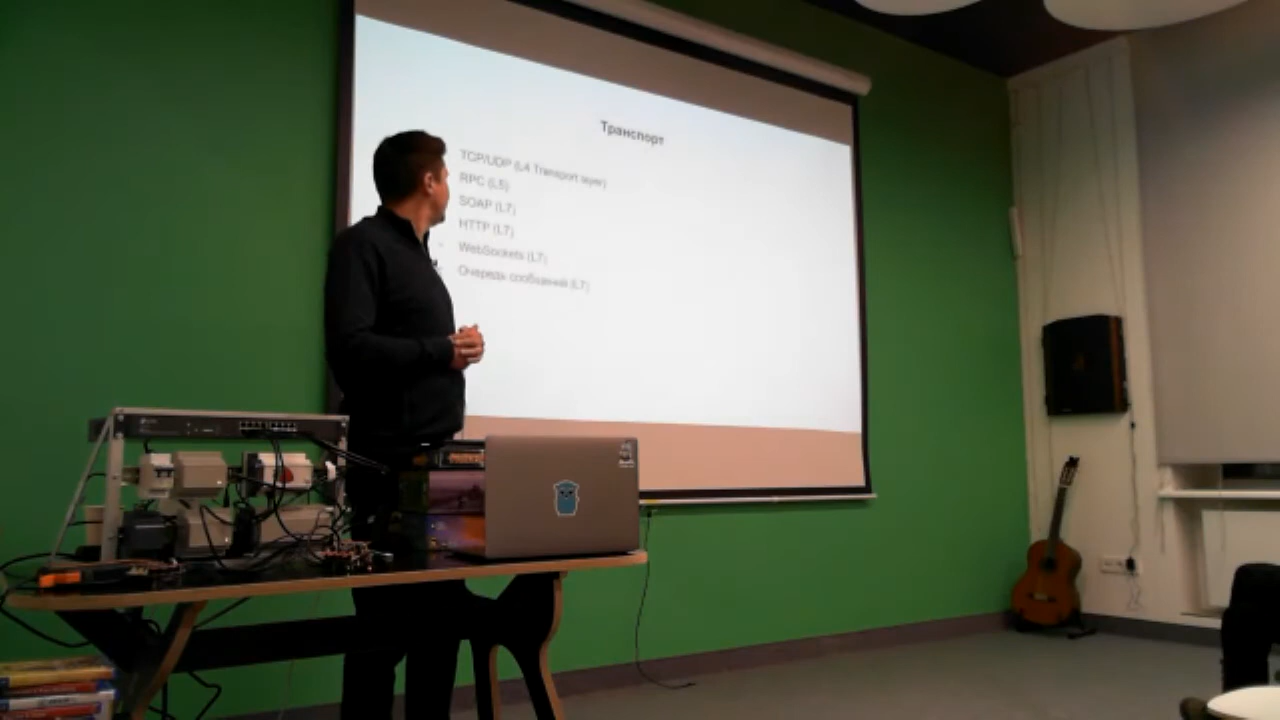 Транспорт
TCP/UDP (L4 Transport layer)
RPC (L5)
SOAP (L7)
HTTP (L7)
WebSockets (L7)
Очередь сообщений (L7)